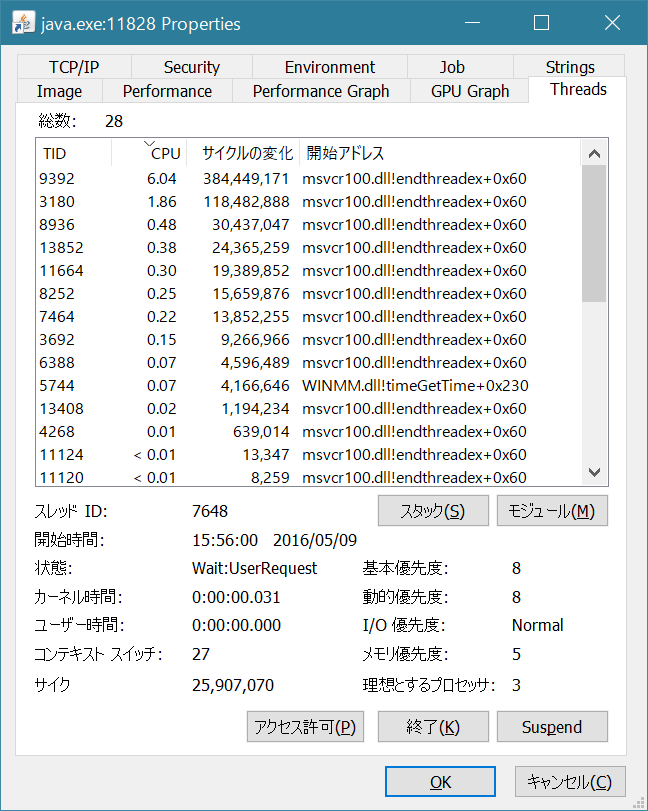 java.exe:11828 Properties
TCP/IP Security Environment Job Strings
Image Performance Performance Graph GPU Graph Threads
総数: 28
TID CPU サイクルの変化 開始アドレス
9392 6.04 384,449,171 msvcr100.dll!endthreadex+0x60
3180 1.86 118,482,888 msvcr100.dll!endthreadex+0x60
8936 0.48 30,437,047 msvcr100.dll!endthreadex+0x60
13852 0.38 24,365,259 msvcr100.dll!endthreadex+0x60
11664 0.30 19,389,852 msvcr100.dll!endthreadex+0x60
8252 0.25 15,659,876 msvcr100.dll!endthreadex+0x60
7464 0.22 13,852,255 msvcr100.dll!endthreadex+0x60
3692 0.15 9,266,966 msvcr100.dll!endthreadex+0x60
6388 0.07 4,596,489 msvcr100.dll!endthreadex+0x60
5744 0.07 4,166,646 WINMM.dll!timeGetTime+0x230
13408 0.02 1,194,234 msvcr100.dll!endthreadex+0x60
4268 0.01 639,014 msvcr100.dll!endthreadex+0x60
11124 < 0.01 13,347 msvcr100.dll!endthreadex+0x60
11120 < 0.01 8,259 msvcr100.dll!endthreadex+0x60
スレッド ID: 7648 スタック(S) モジュール(M)
開始時間: 15:56:00 2016/05/09
状態: Wait:UserRequest 基本優先度: 8
カーネル時間: 0:00:00.031 動的優先度: 8
ユーザー時間: 0:00:00.000 I/O 優先度: Normal
コンテキスト スイッチ: 27 メモリ優先度: 5
サイク 25,907,070 理想とするプロセッサ: 3
アクセス許可(P) 終了(K) Suspend
OK キャンセル(C)